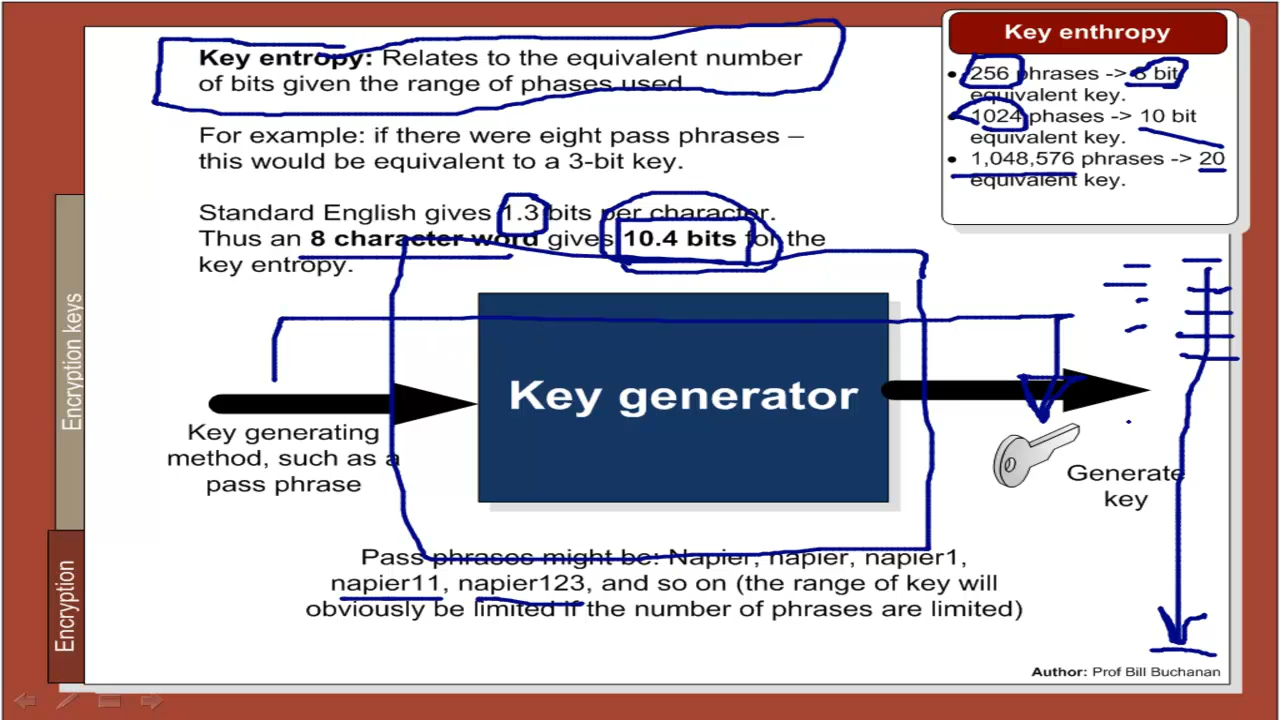 Key enthropy
256 phrases -> 8 bit
equivalent key.
1024 phases -> 10 bit
equivalent key.
1,048,576 phrases -> 20
equivalent key.
Key entropy: Relates to the equivalent number
of bits given the range of phases used
For example: if there were eight pass phrases –
this would be equivalent to a 3-bit key.
Standard English gives 1.3 bits per character.
Thus an 8 character word gives 10.4 bits for the
key entropy.
Key generator
Key generating
method, such as a
pass phrase
Generate
key
Pass phrases might be: Napier, napier, napier1,
napier11, napier123, and so on (the range of key will
obviously be limited if the number of phrases are limited)
Encryption keys
Encryption
Author: Prof Bill Buchanan